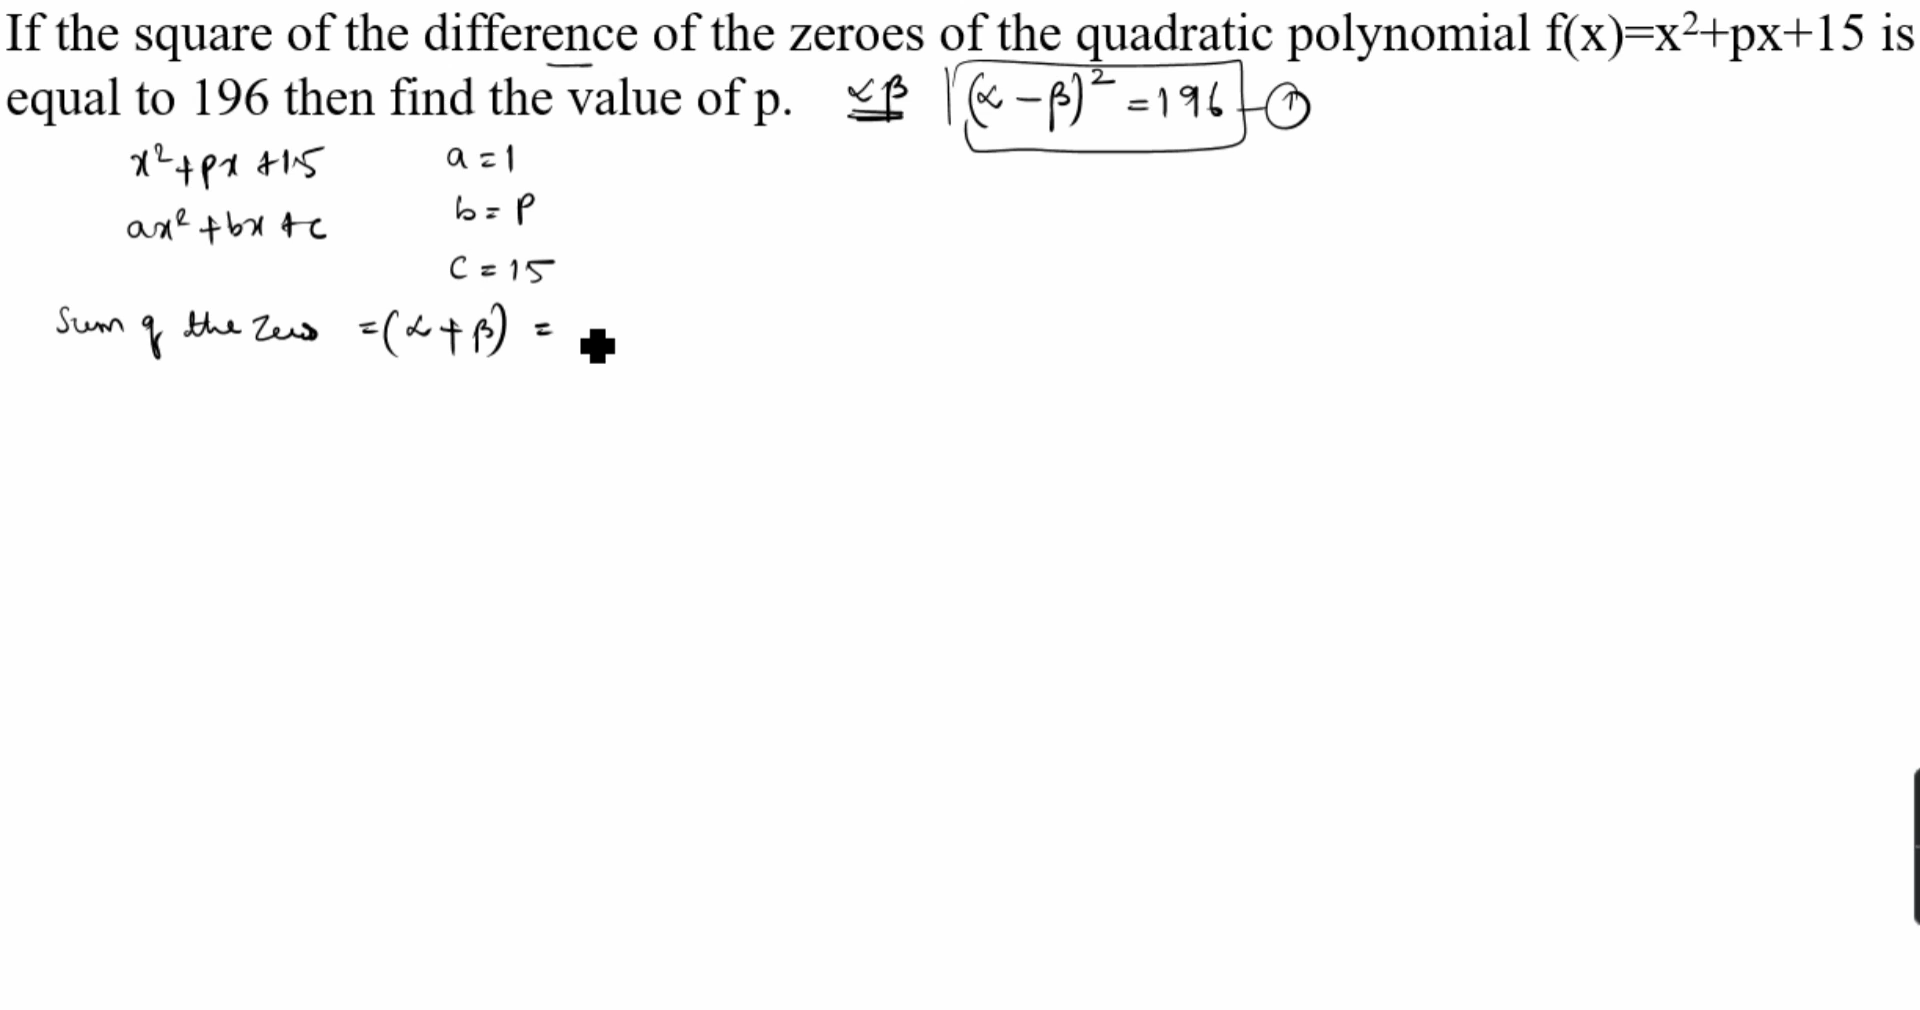 If the square of the difference of the zeroes of the quadratic polynomial f(x)=x²+px+15 is
equal to 196 then find the value of p. α β (α - β)² = 196 - ①
x² + px + 15 a = 1
ax² + bx + c b = p
c = 15
Sum of the zeros = (α + β) =